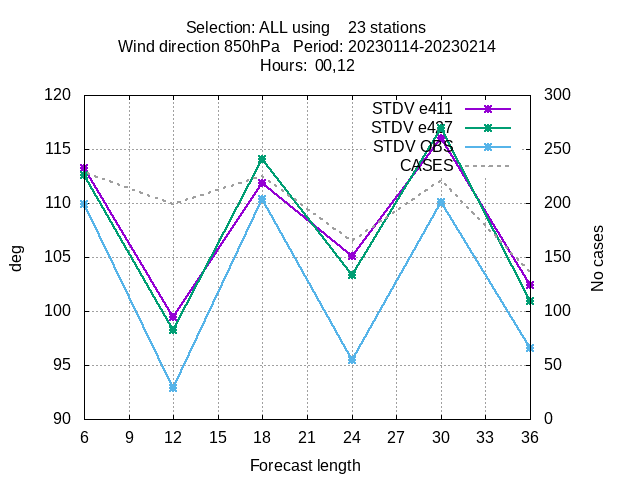 Selection: ALL using 23 stations
Wind direction 850hPa Period: 20230114-20230214
Hours: 00,12
120 300
STDV e411
STDV e427
115 250
STDV OBS
CASES
110 200
105 150
100 100
95 50
90 0
deg
No cases
6 9 12 15 18 21 24 27 30 33 36
Forecast length